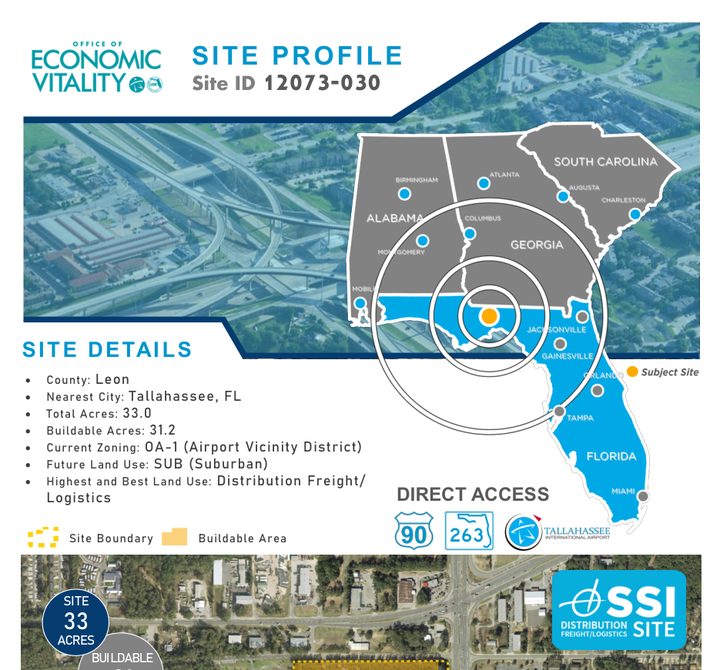 OFFICE OF
ECONOMIC
VITALITY
SITE PROFILE
Site ID 12073-030
SOUTH CAROLINA
ATLANTA
BIRMINGHAM
AUGUSTA
CHARLESTON
ALABAMA
COLUMBUS
GEORGIA
MONTGOMERY
MOBILE
JACKSONVILLE
GAINESVILLE
ORLANDO
Subject Site
TAMPA
FLORIDA
MIAMI
SITE DETAILS
• County: Leon
• Nearest City: Tallahassee, FL
• Total Acres: 33.0
• Buildable Acres: 31.2
• Current Zoning: OA-1 (Airport Vicinity District)
• Future Land Use: SUB (Suburban)
• Highest and Best Land Use: Distribution Freight/
Logistics
Site Boundary
Buildable Area
DIRECT ACCESS
90
263
TALLAHASSEE
INTERNATIONAL AIRPORT
SITE
33
ACRES
BUILDABLE
SSI
DISTRIBUTION
FREIGHT/LOGISTICS
SITE